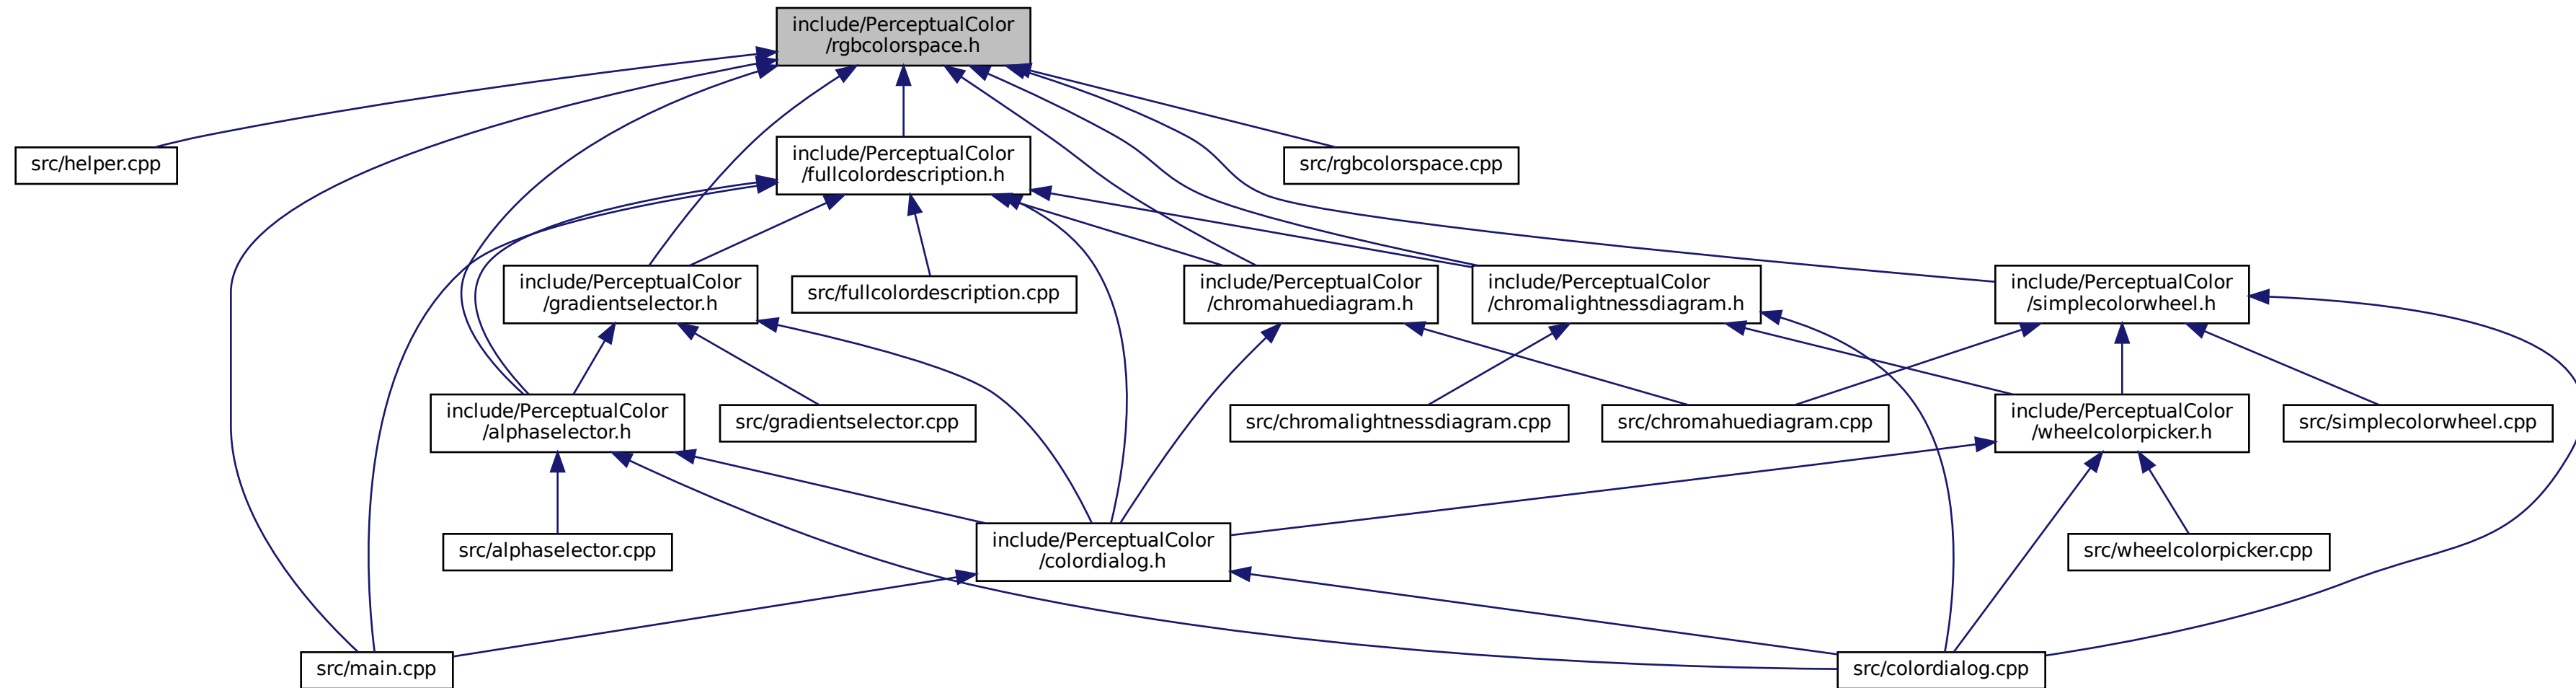 include/PerceptualColor
/rgbcolorspace.h
src/helper.cpp
include/PerceptualColor
/fullcolordescription.h
src/rgbcolorspace.cpp
include/PerceptualColor
/gradientselector.h
src/fullcolordescription.cpp
include/PerceptualColor
/chromahuediagram.h
include/PerceptualColor
/chromalightnessdiagram.h
include/PerceptualColor
/simplecolorwheel.h
include/PerceptualColor
/alphaselector.h
src/gradientselector.cpp
src/chromalightnessdiagram.cpp
src/chromahuediagram.cpp
include/PerceptualColor
/wheelcolorpicker.h
src/simplecolorwheel.cpp
src/alphaselector.cpp
include/PerceptualColor
/colordialog.h
src/wheelcolorpicker.cpp
src/main.cpp
src/colordialog.cpp